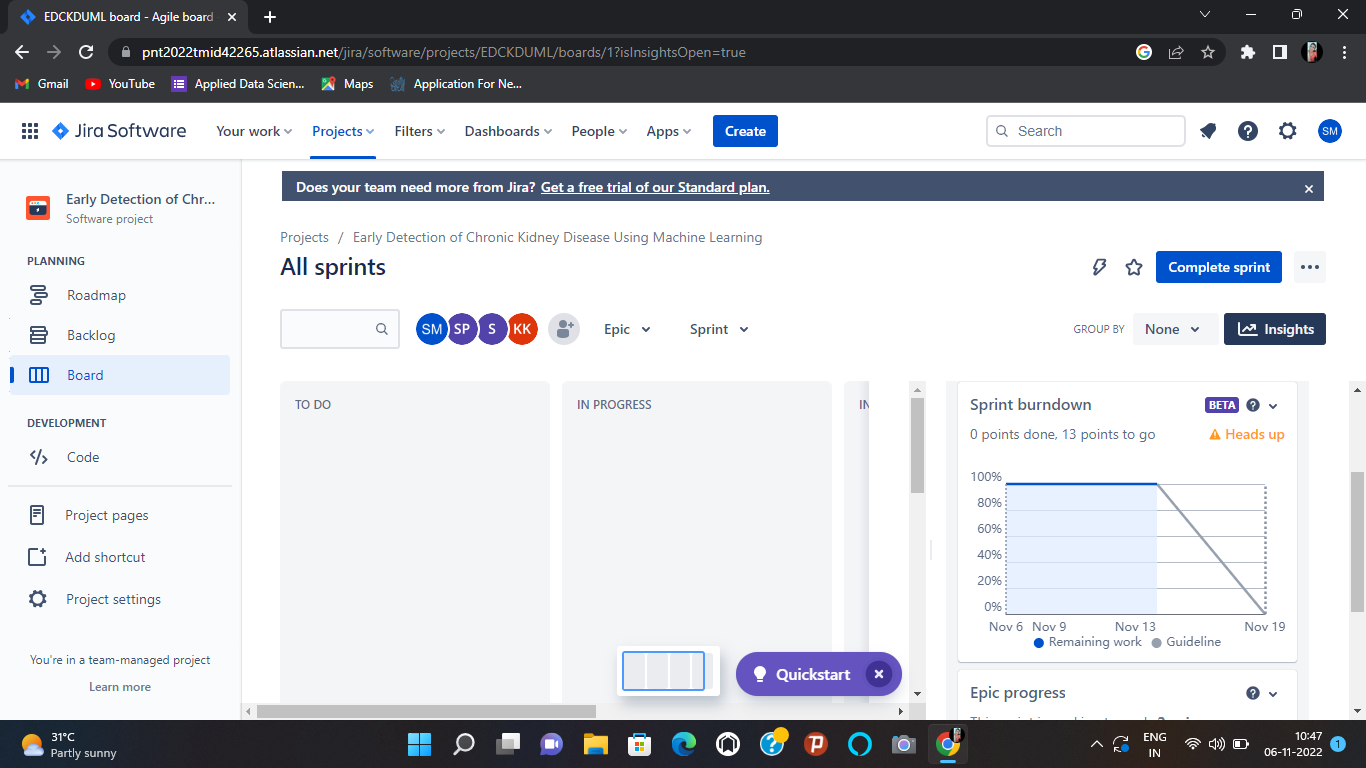 EDCKDUML board - Agile board
pnt2022tmid42265.atlassian.net/jira/software/projects/EDCKDUML/boards/1?isInsightsOpen=true
Gmail YouTube Applied Data Scien... Maps Application For Ne...
Jira Software Your work Projects Filters Dashboards People Apps Create Search SM
Early Detection of Chr...
Software project
PLANNING
Roadmap
Backlog
Board
DEVELOPMENT
Code
Project pages
Add shortcut
Project settings
You're in a team-managed project
Learn more
Does your team need more from Jira? Get a free trial of our Standard plan.
Projects / Early Detection of Chronic Kidney Disease Using Machine Learning
All sprints
Complete sprint
SM SP S KK Epic Sprint GROUP BY None Insights
TO DO IN PROGRESS IN
Sprint burndown BETA
0 points done, 13 points to go Heads up
100%
80%
60%
40%
20%
0%
Nov 6 Nov 9 Nov 13 Nov 19
Remaining work Guideline
Quickstart
Epic progress
31°C
Partly sunny
ENG
IN
10:47
06-11-2022
1